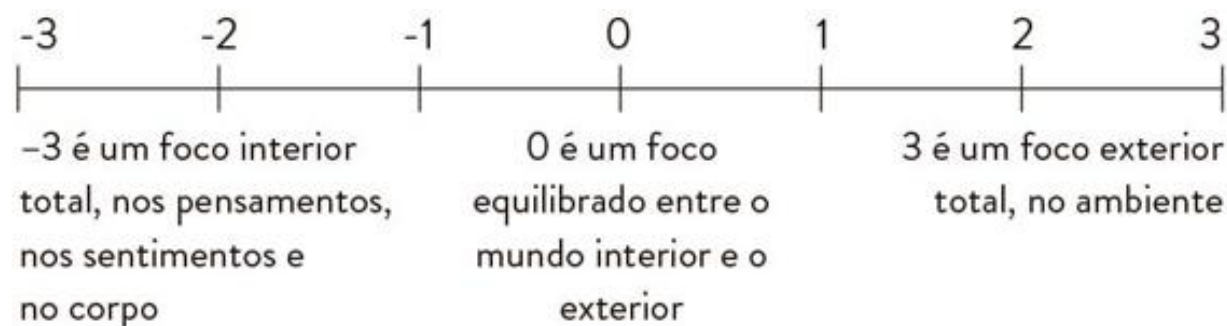 -3 -2 -1 0 1 2 3
–3 é um foco interior
total, nos pensamentos,
nos sentimentos e
no corpo
0 é um foco
equilibrado entre o
mundo interior e o
exterior
3 é um foco exterior
total, no ambiente